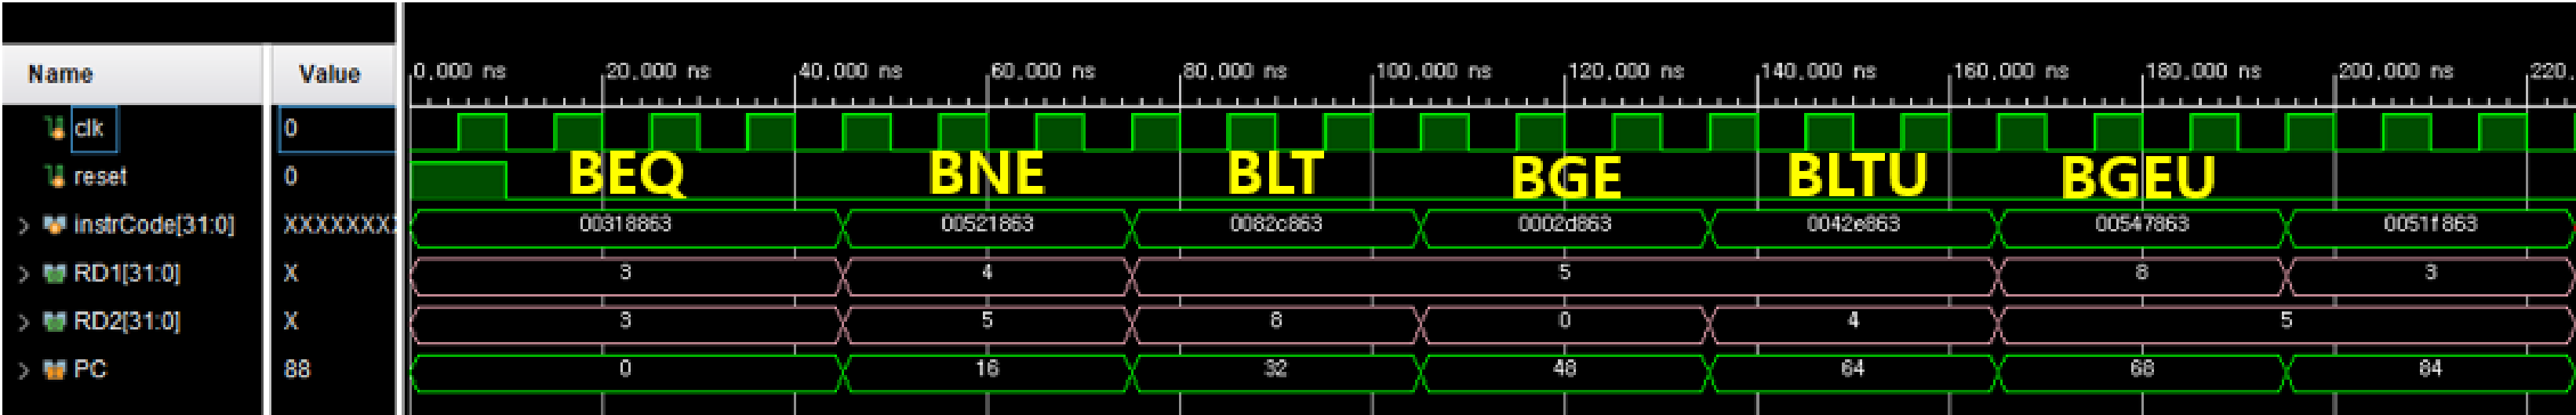 Name Value 0.000 ns 20.000 ns 40.000 ns 60.000 ns 80.000 ns 100.000 ns 120.000 ns 140.000 ns 160.000 ns 180.000 ns 200.000 ns 220.
clk 0
reset 0 BEQ BNE BLT BGE BLTU BGEU
instrCode[31:0] XXXXXXXX 00318863 00521863 0082c863 0002d863 0042e863 00547863 0051f863
RD1[31:0] X 3 4 5 8 3
RD2[31:0] X 3 5 8 0 4 5
PC 88 0 16 32 48 64 68 84